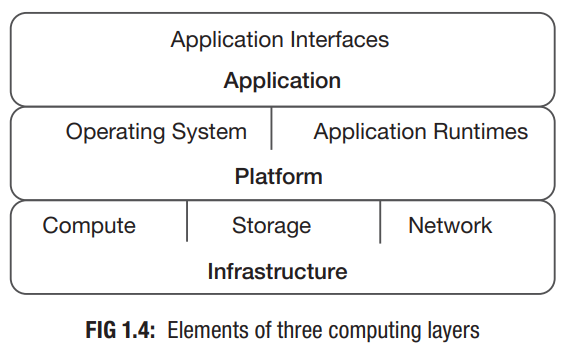 Application Interfaces
Application
Operating System Application Runtimes
Platform
Compute Storage Network
Infrastructure
FIG 1.4: Elements of three computing layers